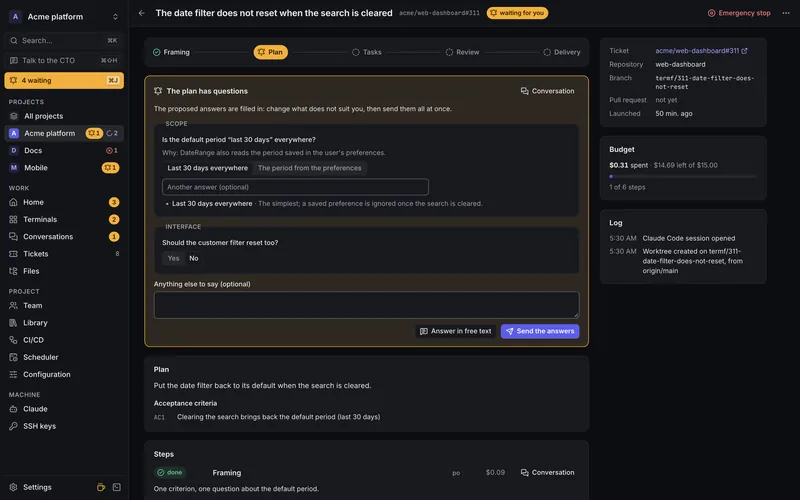 A Acme platform
Search... ⌘K
Talk to the CTO ⌘⇧H
4 waiting ⌘J
PROJECTS
All projects
A Acme platform 1 2
D Docs 1
M Mobile 1
WORK
Home 3
Terminals 2
Conversations 1
Tickets 8
Files
PROJECT
Team
Library
CI/CD
Scheduler
Configuration
MACHINE
Claude
SSH keys
Settings
The date filter does not reset when the search is cleared acme/web-dashboard#311 waiting for you
Emergency stop
Framing Plan Tasks Review Delivery
The plan has questions Conversation
The proposed answers are filled in: change what does not suit you, then send them all at once.
SCOPE
Is the default period “last 30 days” everywhere?
Why: DateRange also reads the period saved in the user's preferences.
Last 30 days everywhere The period from the preferences
Another answer (optional)
Last 30 days everywhere · The simplest; a saved preference is ignored once the search is cleared.
INTERFACE
Should the customer filter reset too?
Yes No
Anything else to say (optional)
Answer in free text Send the answers
Plan
Put the date filter back to its default when the search is cleared.
Acceptance criteria
AC1 Clearing the search brings back the default period (last 30 days)
Steps
done Framing po $0.09 Conversation
One criterion, one question about the default period.
Ticket acme/web-dashboard#311
Repository web-dashboard
Branch termf/311-date-filter-does-
not-reset
Pull request not yet
Launched 50 min. ago
Budget
$0.31 spent · $14.69 left of $15.00
1 of 6 steps
Log
5:30 AM Claude Code session opened
5:30 AM Worktree created on termf/311-
date-filter-does-not-reset, from
origin/main